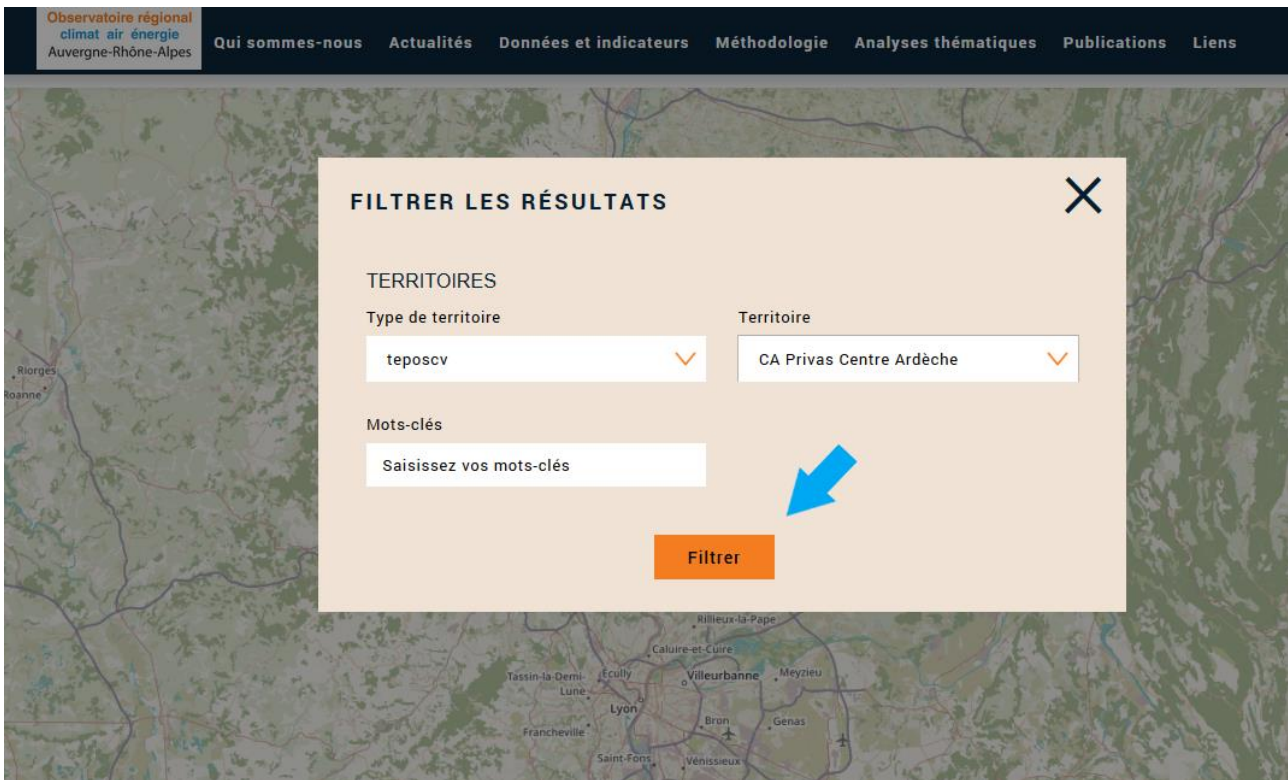 Observatoire régional
climat air énergie
Auvergne-Rhône-Alpes
Qui sommes-nous Actualités Données et indicateurs Méthodologie Analyses thématiques Publications Liens
FILTRER LES RÉSULTATS
TERRITOIRES
Type de territoire Territoire
teposcv CA Privas Centre Ardèche
Mots-clés
Saisissez vos mots-clés
Filtrer
Riorges
Roanne
Rillieux-la-Pape
Caluire-et-Cuire
Tassin-la-Demi-Lune Écully Villeurbanne Meyzieu
Lyon
Bron Genas
Francheville
Saint-Fons Vénissieux